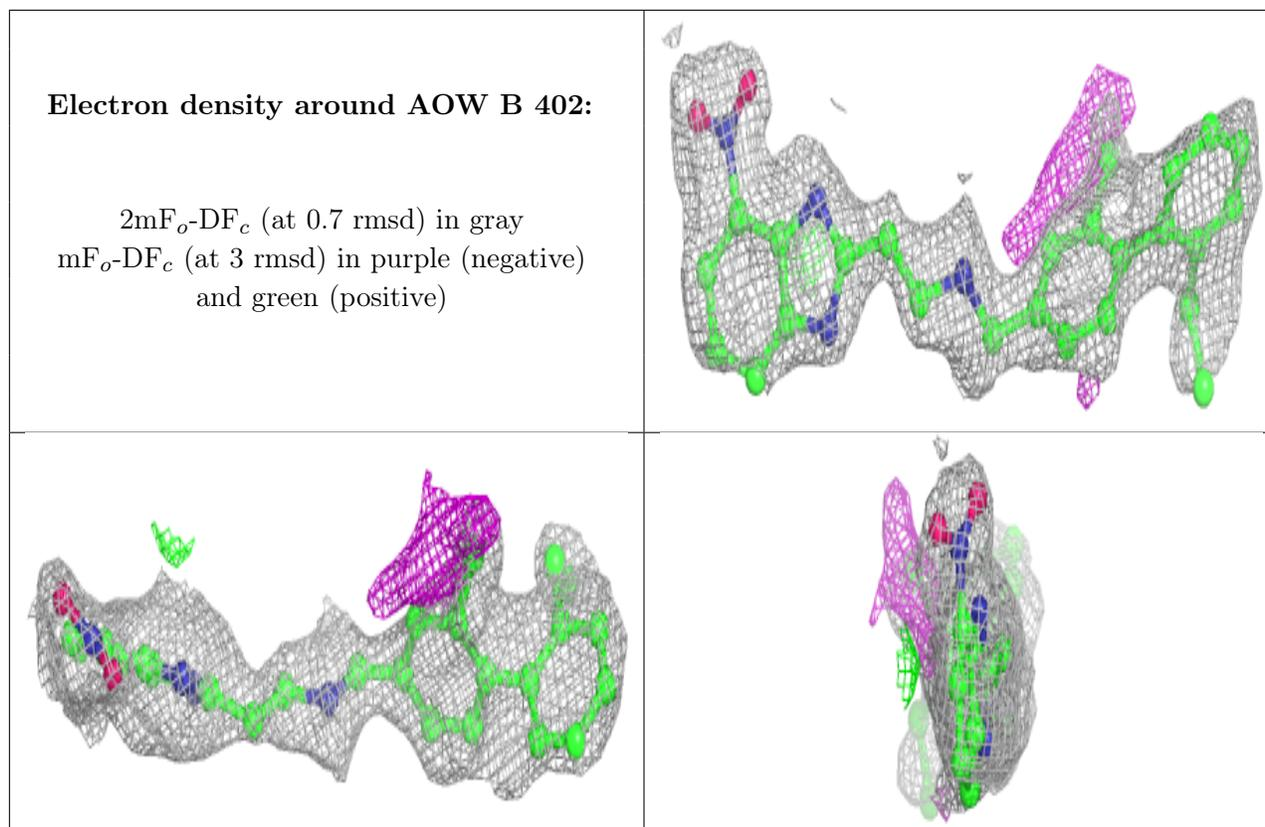 Electron density around AOW B 402:
2mFo-DFc (at 0.7 rmsd) in gray
mFo-DFc (at 3 rmsd) in purple (negative)
and green (positive)